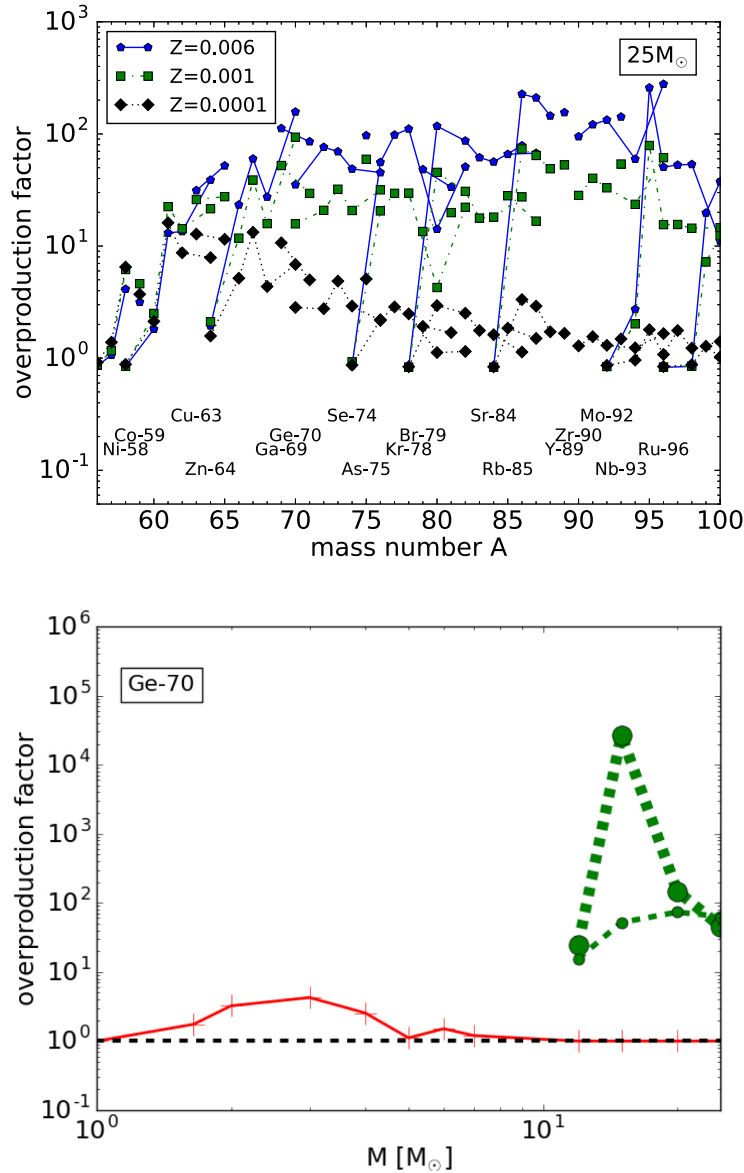 10³
10²
10¹
10⁰
10⁻¹
overproduction factor
Z=0.006
Z=0.001
Z=0.0001
25M☉
Cu-63 Se-74 Sr-84 Mo-92
Co-59 Ge-70 Br-79 Zr-90
Ni-58 Ga-69 Kr-78 Y-89 Ru-96
Zn-64 As-75 Rb-85 Nb-93
60 65 70 75 80 85 90 95 100
mass number A
10⁶
10⁵
10⁴
10³
10²
10¹
10⁰
10⁻¹
overproduction factor
Ge-70
10⁰ 10¹
M [M☉]